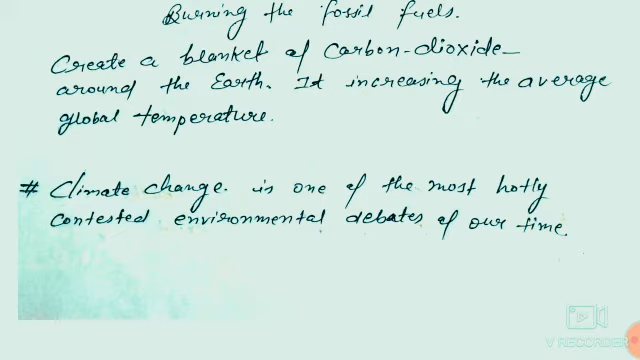 Burning the fossil fuels.
Create a blanket of Carbon-dioxide
around the Earth. It increasing the average
global temperature.
# Climate change. is one of the most hotly
contested environmental debates of our time.
V RECORDER